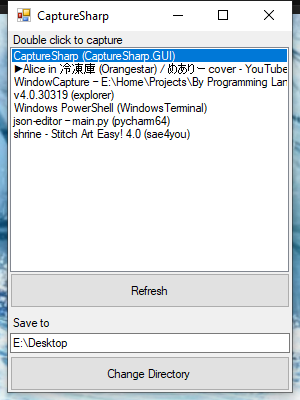 CaptureSharp
Double click to capture
CaptureSharp (CaptureSharp.GUI)
▶Alice in 冷凍庫 (Orangestar) / めありー cover - YouTube
WindowCapture – E:\Home\Projects\By Programming Lan
v4.0.30319 (explorer)
Windows PowerShell (WindowsTerminal)
json-editor – main.py (pycharm64)
shrine - Stitch Art Easy! 4.0 (sae4you)
Refresh
Save to
E:\Desktop
Change Directory